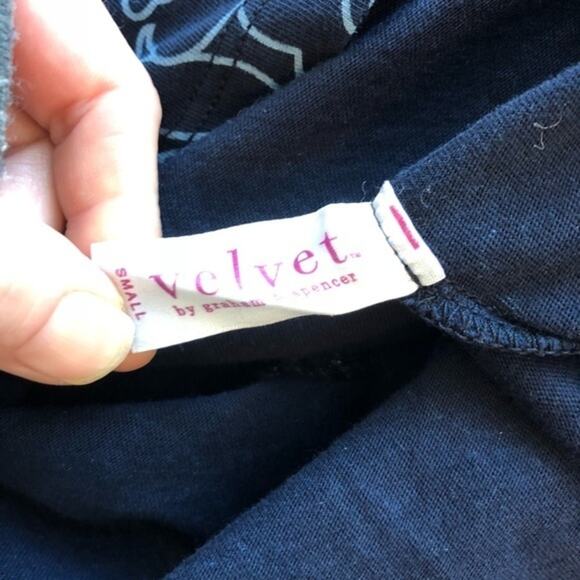 SMALL
velvet™
by graham & spencer